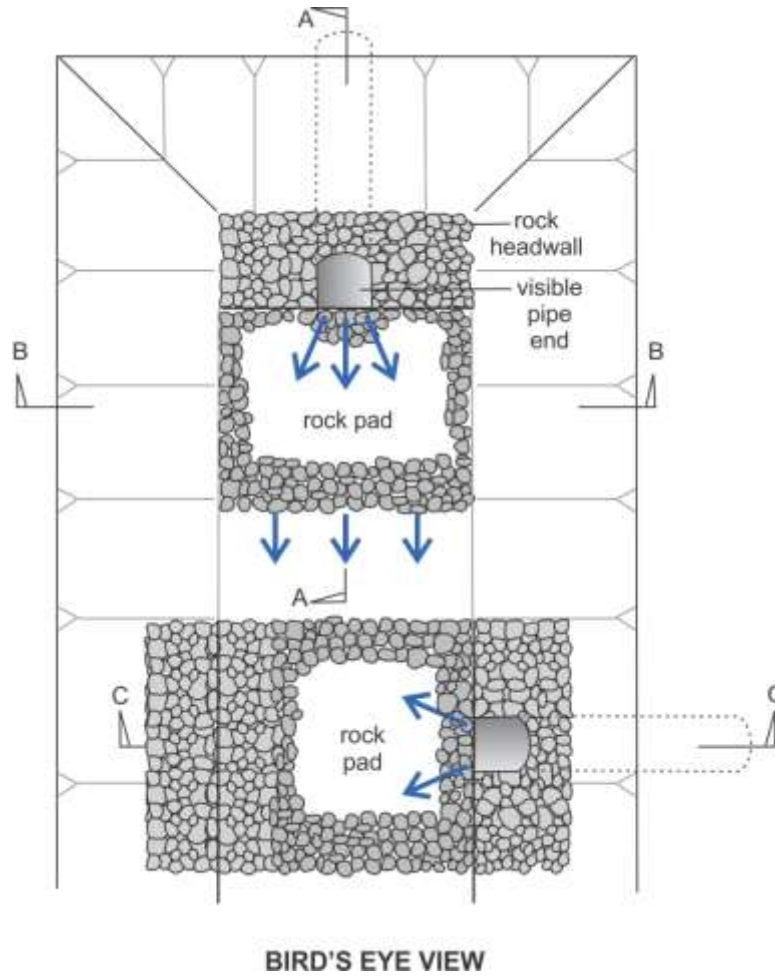 A
rock
headwall
visible
pipe
end
B
B
rock pad
A
C
C
rock
pad
BIRD'S EYE VIEW